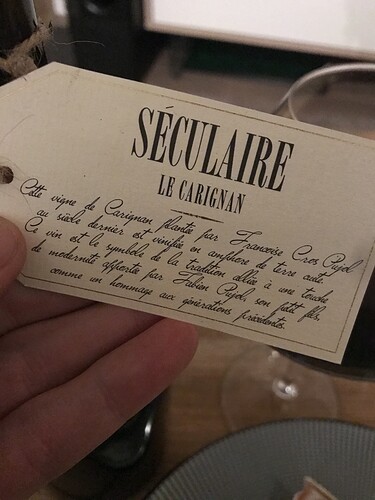 SÉCULAIRE
LE CARIGNAN
Cette vigne de Carignan plantée par Françoise Cros Pujol
au siècle dernier est vinifiée en amphore de terre cuite.
Ce vin est le symbole de la tradition alliée à une touche
de modernité apportée par Fabien Pujol, son petit fils,
comme un hommage aux générations précédentes.